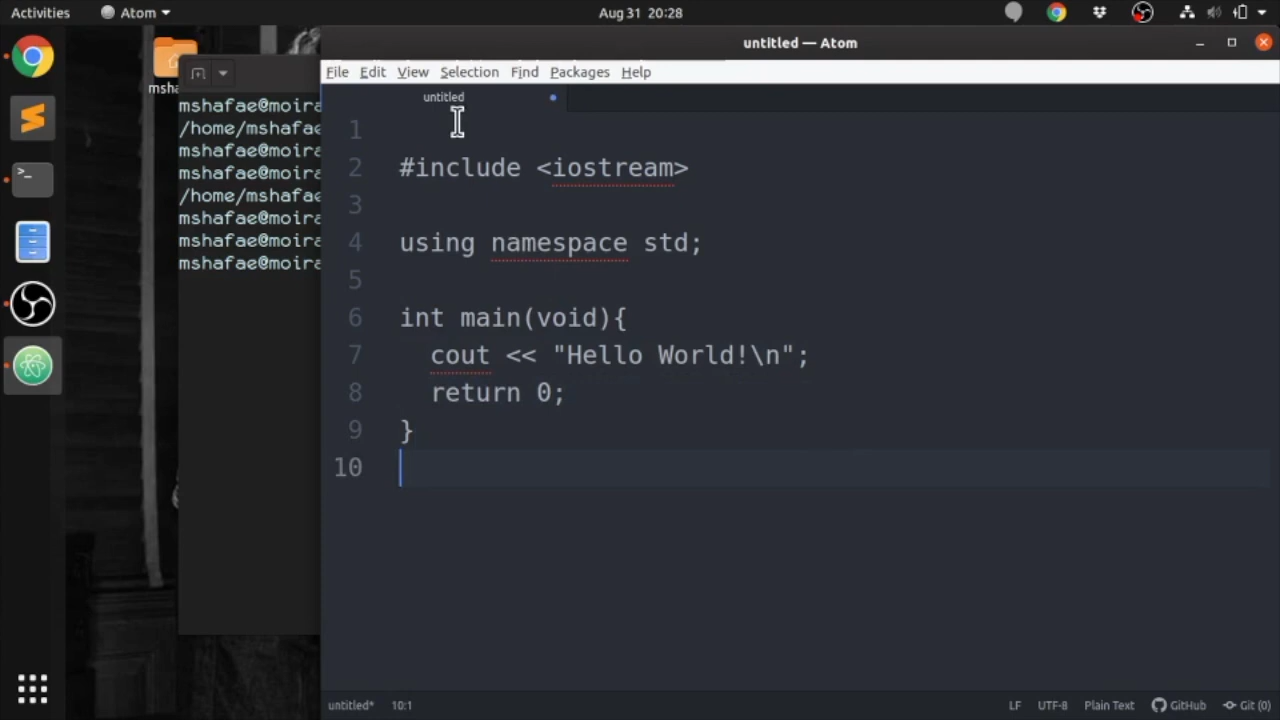 Activities
Atom
Aug 31 20:28
untitled — Atom
File Edit View Selection Find Packages Help
untitled
msha
mshafae@moira
/home/mshafae
mshafae@moira
mshafae@moira
/home/mshafae
mshafae@moira
mshafae@moira
mshafae@moira
1
2 #include <iostream>
3
4 using namespace std;
5
6 int main(void){
7 cout << "Hello World!\n";
8 return 0;
9 }
10
untitled* 10:1 LF UTF-8 Plain Text GitHub Git (0)